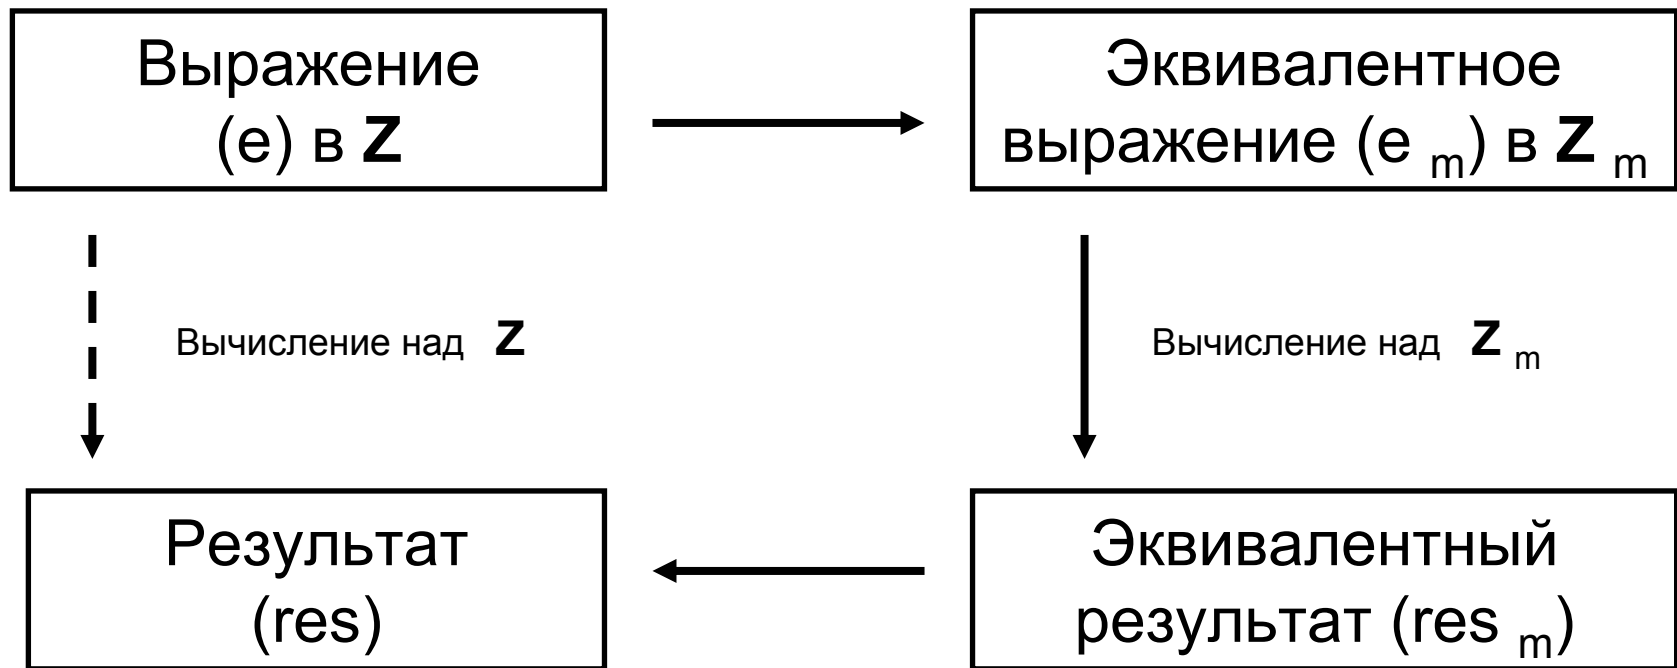 Выражение
(e) в Z
Эквивалентное
выражение (e m) в Z m
Вычисление над Z
Вычисление над Z m
Результат
(res)
Эквивалентный
результат (res m)